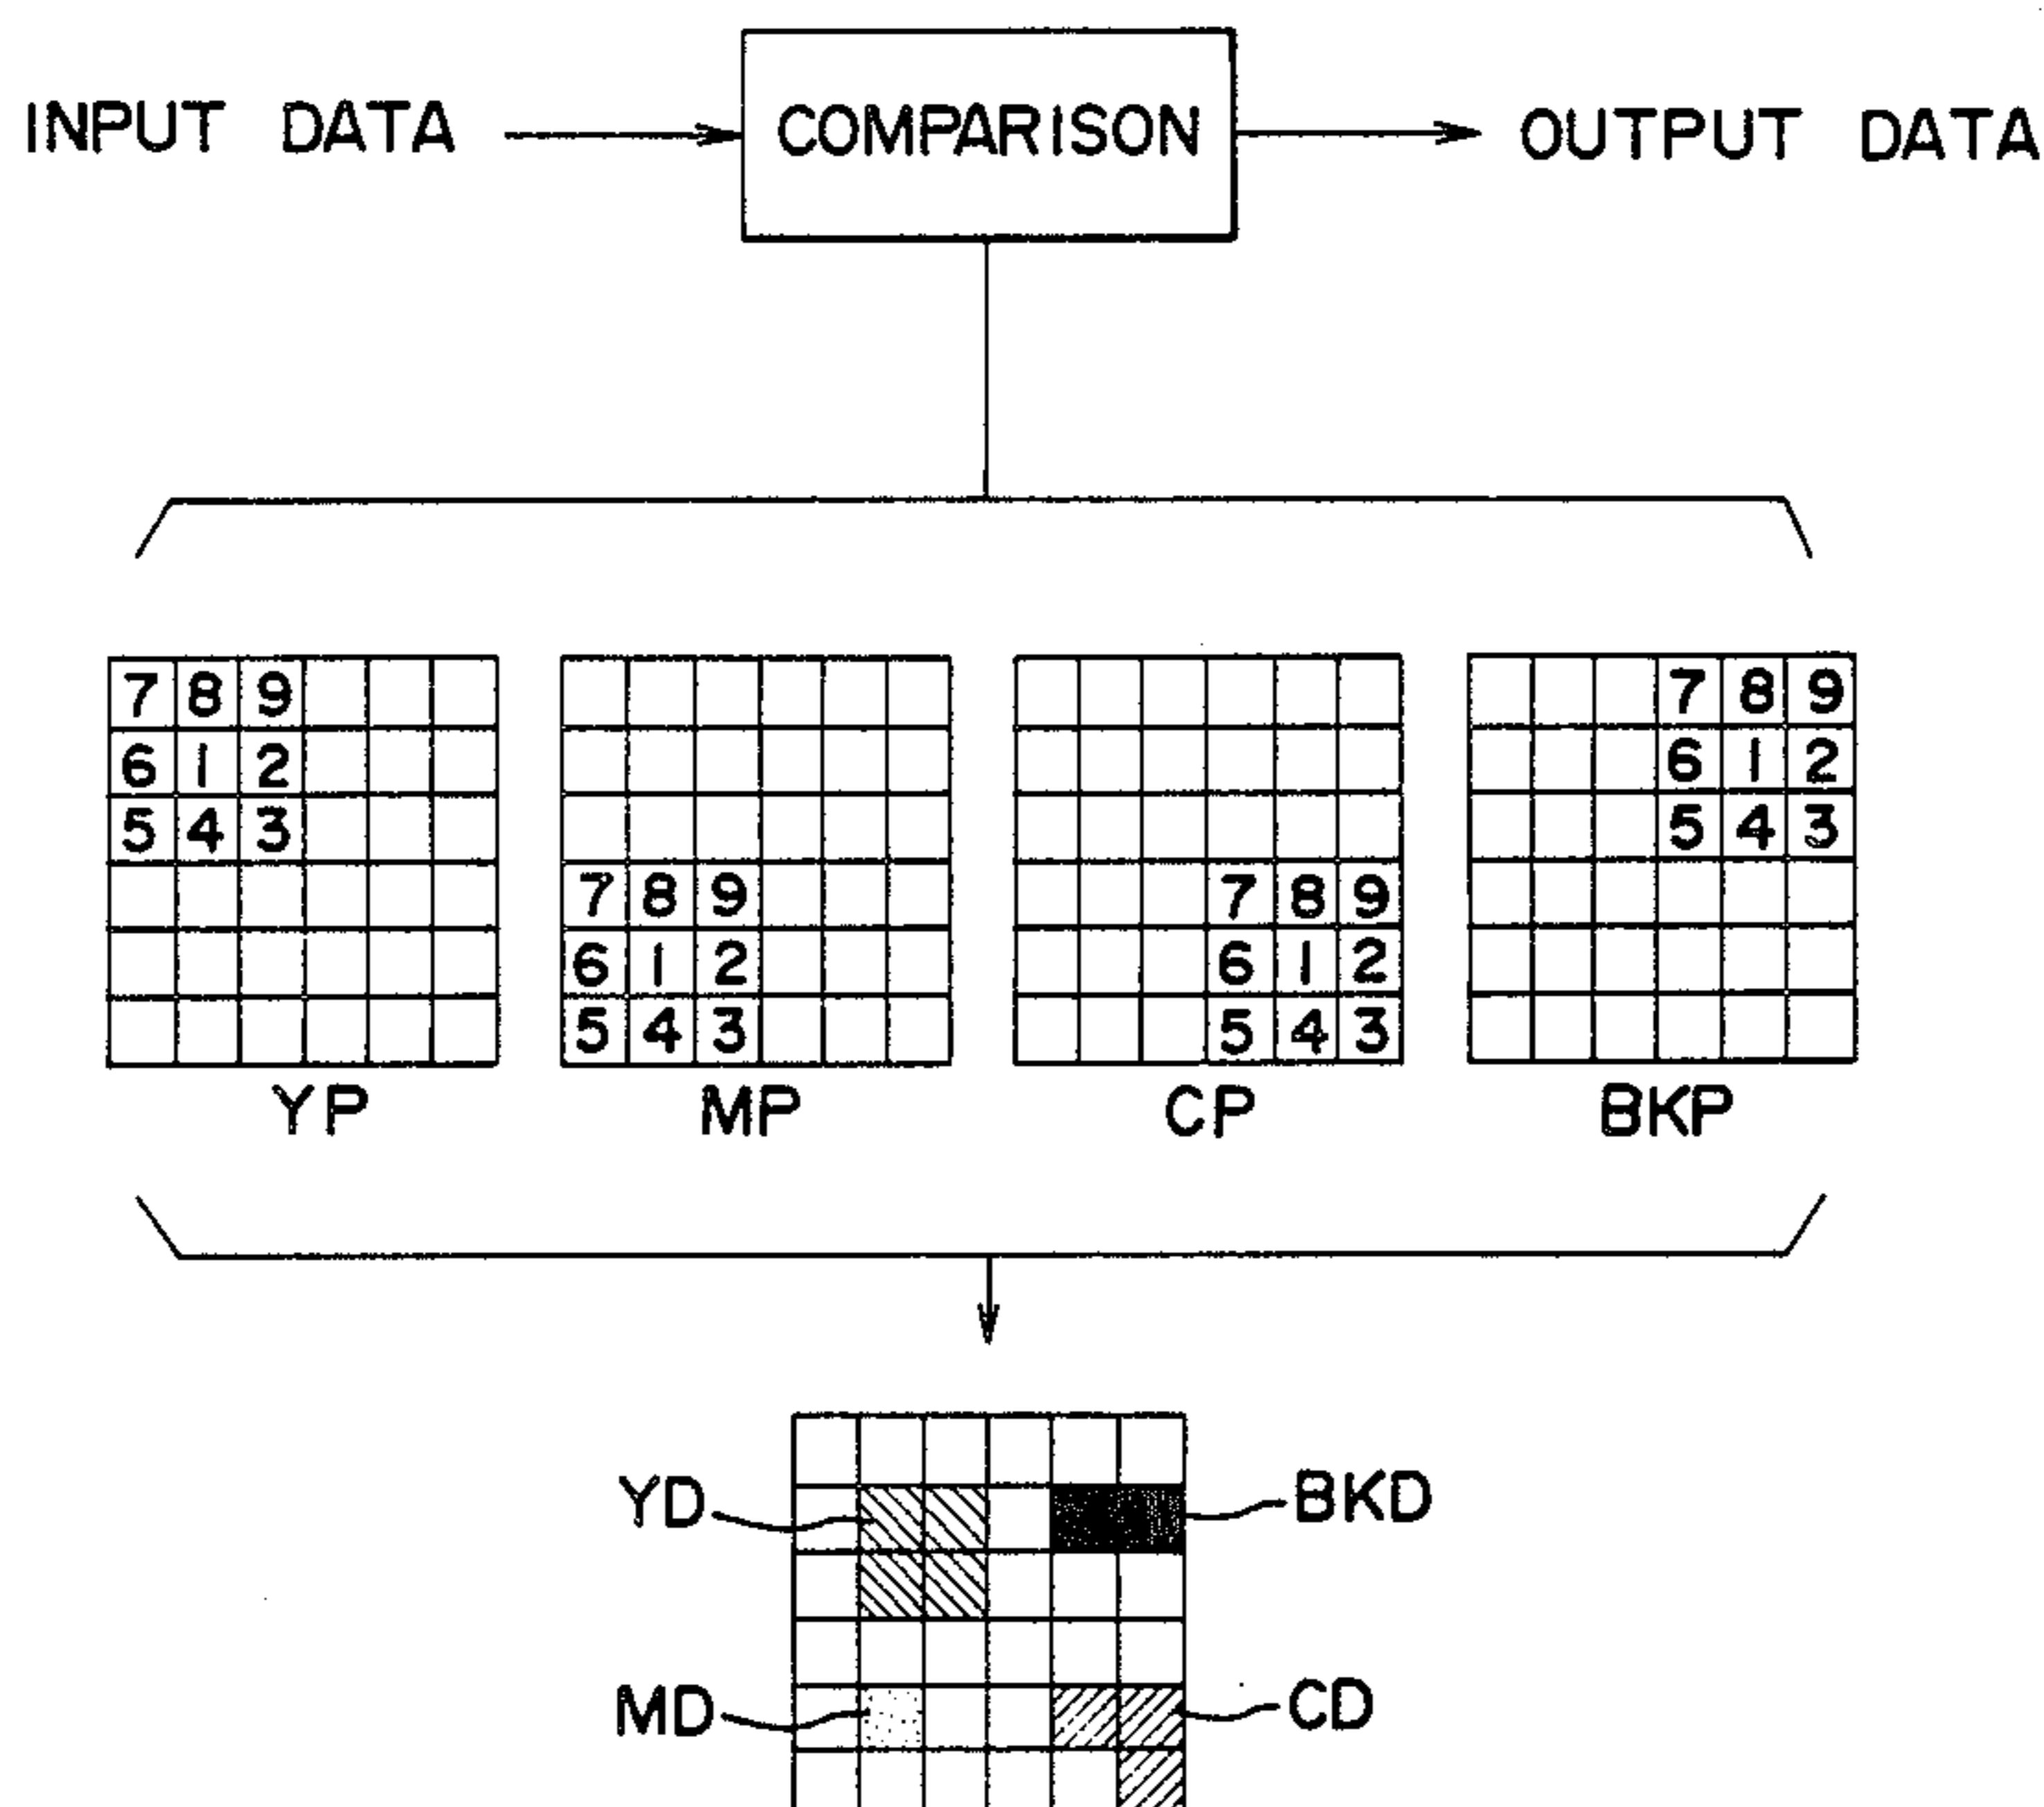 INPUT DATA COMPARISON OUTPUT DATA
7 8 9 7 8 9
6 1 2 6 1 2
5 4 3 5 4 3
7 8 9 7 8 9
6 1 2 6 1 2
5 4 3 5 4 3
YP MP CP BKP
YD BKD
MD CD